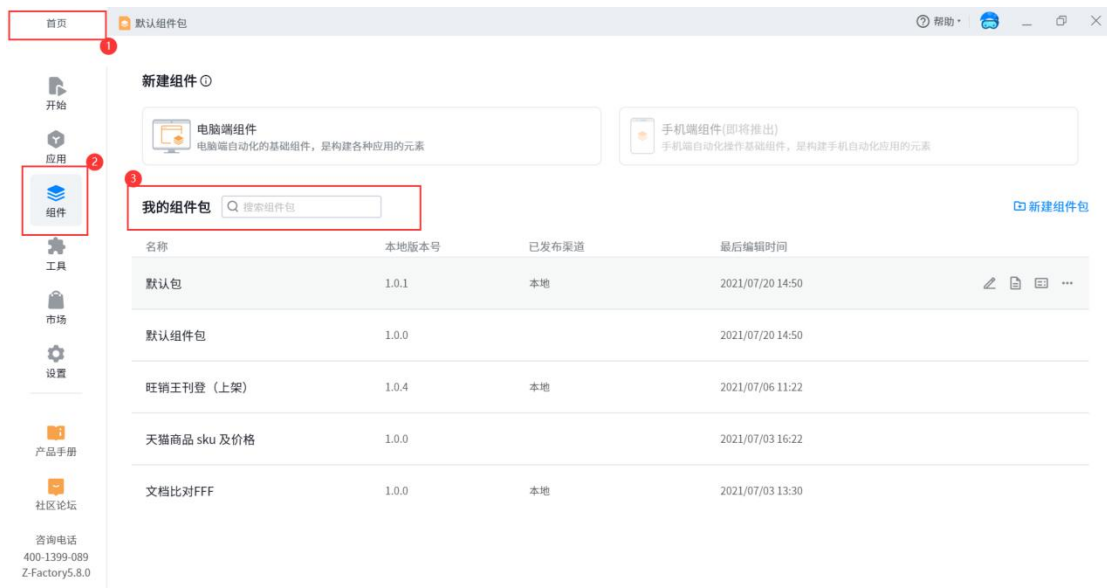 首页
默认组件包
帮助
1
新建组件
开始
电脑端组件
电脑端自动化的基础组件，是构建各种应用的元素
手机端组件(即将推出)
手机端自动化操作基础组件，是构建手机自动化应用的元素
应用
2
3
组件
我的组件包
搜索组件包
新建组件包
名称 本地版本号 已发布渠道 最后编辑时间
工具
默认包 1.0.1 本地 2021/07/20 14:50
市场
默认组件包 1.0.0 2021/07/20 14:50
设置
旺销王刊登（上架） 1.0.4 本地 2021/07/06 11:22
天猫商品 sku 及价格 1.0.0 2021/07/03 16:22
产品手册
文档比对FFF 1.0.0 本地 2021/07/03 13:30
社区论坛
咨询电话
400-1399-089
Z-Factory5.8.0